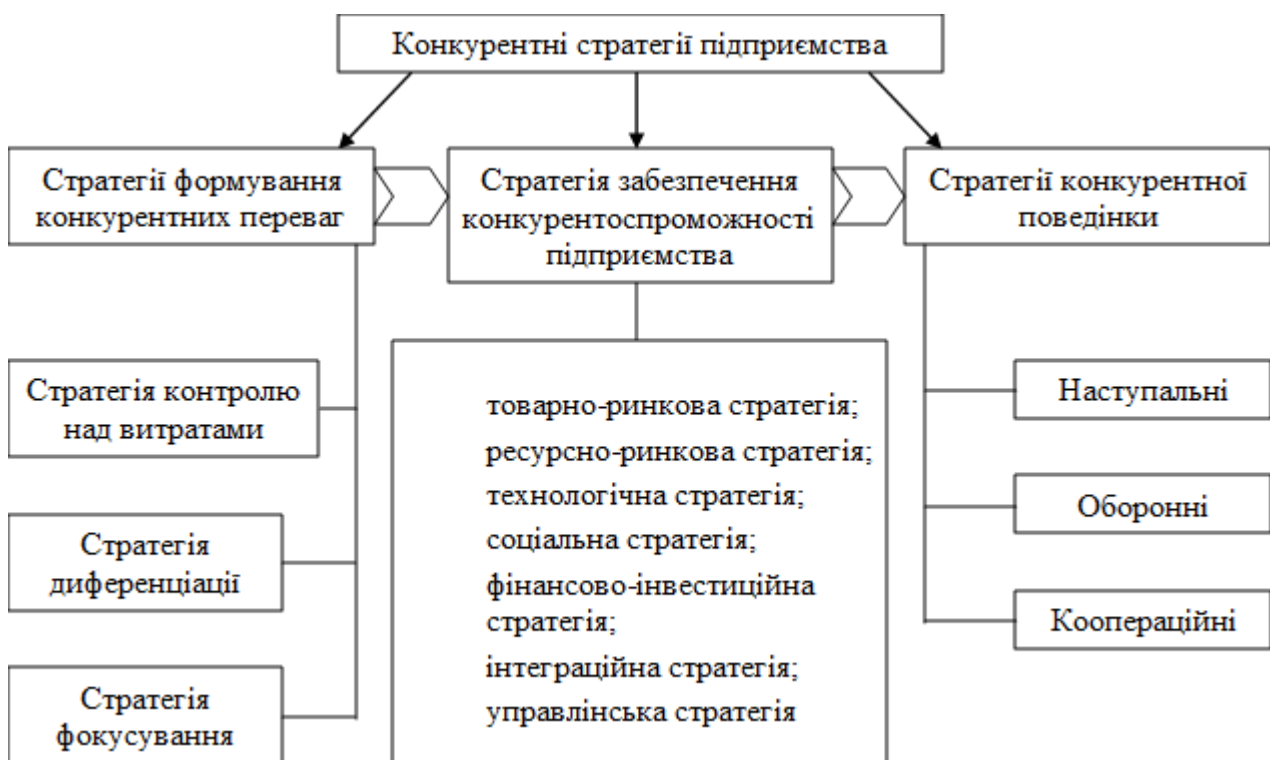 Конкурентні стратегії підприємства
Стратегії формування
конкурентних переваг
Стратегія забезпечення
конкурентоспроможності
підприємства
Стратегії конкурентної
поведінки
Стратегія контролю
над витратами
Стратегія
диференціації
Стратегія
фокусування
товарно-ринкова стратегія;
ресурсно-ринкова стратегія;
технологічна стратегія;
соціальна стратегія;
фінансово-інвестиційна
стратегія;
інтеграційна стратегія;
управлінська стратегія
Наступальні
Оборонні
Коопераційні